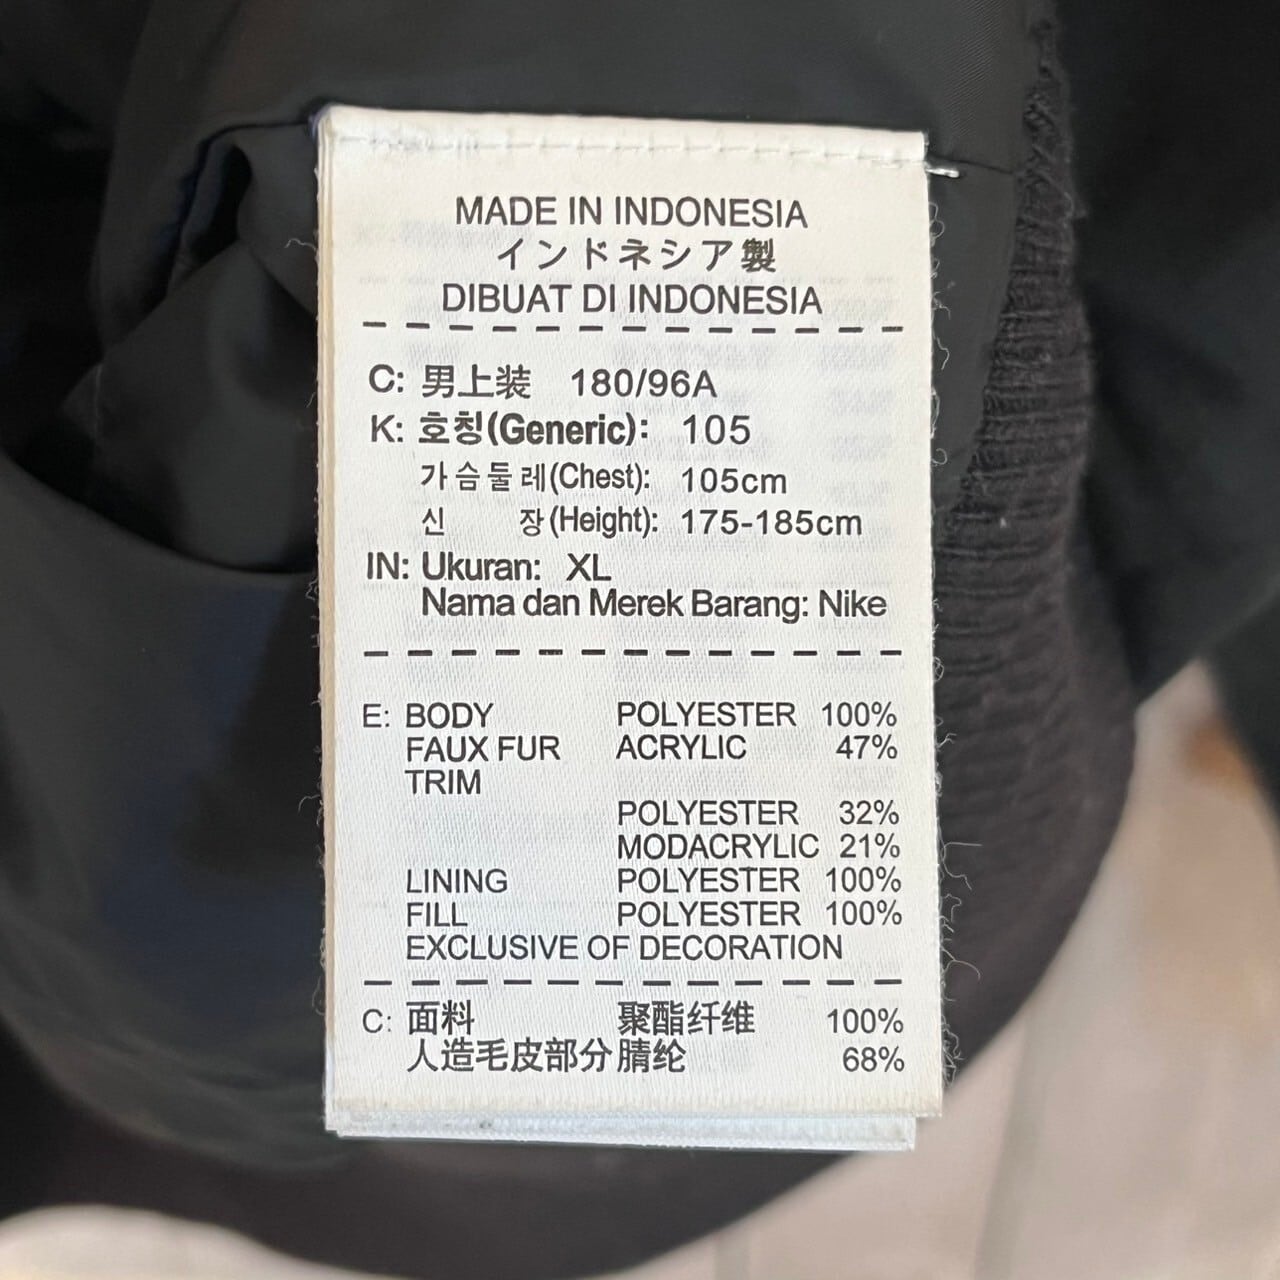 MADE IN INDONESIA
インドネシア製
DIBUAT DI INDONESIA
C: 男上装 180/96A
K: 호칭(Generic): 105
가슴둘레(Chest): 105cm
신 장(Height): 175-185cm
IN: Ukuran: XL
Nama dan Merek Barang: Nike
E: BODY POLYESTER 100%
FAUX FUR ACRYLIC 47%
TRIM
POLYESTER 32%
MODACRYLIC 21%
LINING POLYESTER 100%
FILL POLYESTER 100%
EXCLUSIVE OF DECORATION
C: 面料 聚酯纤维 100%
人造毛皮部分 腈纶 68%